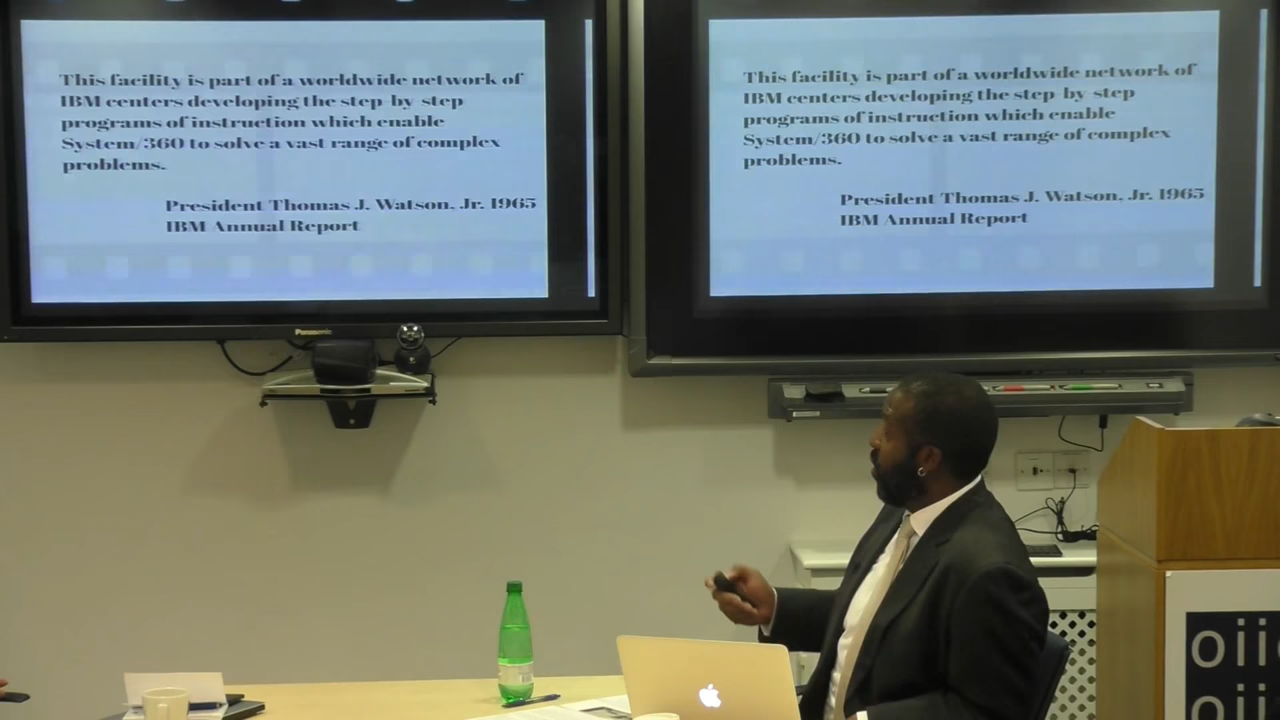 This facility is part of a worldwide network of
IBM centers developing the step-by-step
programs of instruction which enable
System/360 to solve a vast range of complex
problems.
President Thomas J. Watson, Jr. 1965
IBM Annual Report
This facility is part of a worldwide network of
IBM centers developing the step-by-step
programs of instruction which enable
System/360 to solve a vast range of complex
problems.
President Thomas J. Watson, Jr. 1965
IBM Annual Report
Panasonic
oii
oii